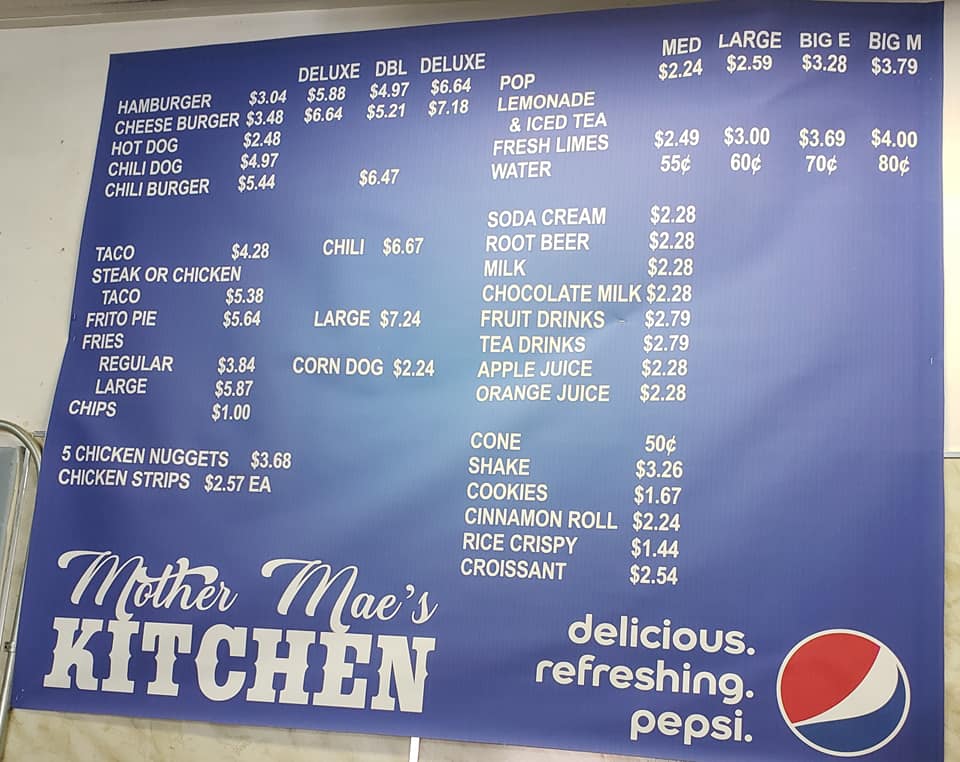 DELUXE DBL DELUXE
HAMBURGER $3.04 $5.88 $4.97 $6.64
CHEESE BURGER $3.48 $6.64 $5.21 $7.18
HOT DOG $2.48
CHILI DOG $4.97
CHILI BURGER $5.44 $6.47
TACO $4.28 CHILI $6.67
STEAK OR CHICKEN
TACO $5.38
FRITO PIE $5.64 LARGE $7.24
FRIES
REGULAR $3.84 CORN DOG $2.24
LARGE $5.87
CHIPS $1.00
5 CHICKEN NUGGETS $3.68
CHICKEN STRIPS $2.57 EA
MED LARGE BIG E BIG M
POP $2.24 $2.59 $3.28 $3.79
LEMONADE
& ICED TEA
FRESH LIMES $2.49 $3.00 $3.69 $4.00
WATER 55¢ 60¢ 70¢ 80¢
SODA CREAM $2.28
ROOT BEER $2.28
MILK $2.28
CHOCOLATE MILK $2.28
FRUIT DRINKS $2.79
TEA DRINKS $2.79
APPLE JUICE $2.28
ORANGE JUICE $2.28
CONE 50¢
SHAKE $3.26
COOKIES $1.67
CINNAMON ROLL $2.24
RICE CRISPY $1.44
CROISSANT $2.54
Mother Mae's
KITCHEN
delicious.
refreshing.
pepsi.